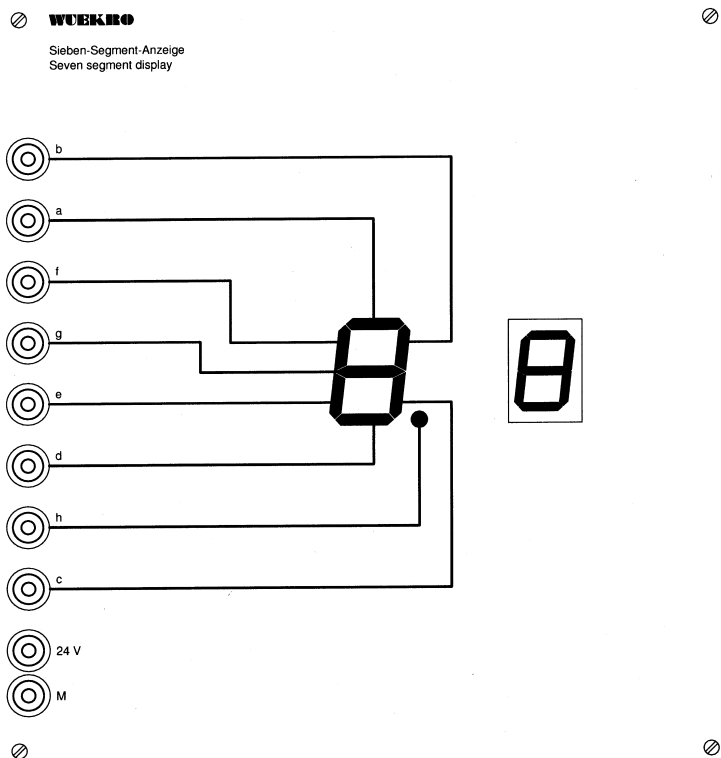 WUEKRO
Sieben-Segment-Anzeige
Seven segment display
b
a
f
g
e
d
h
c
24 V
M